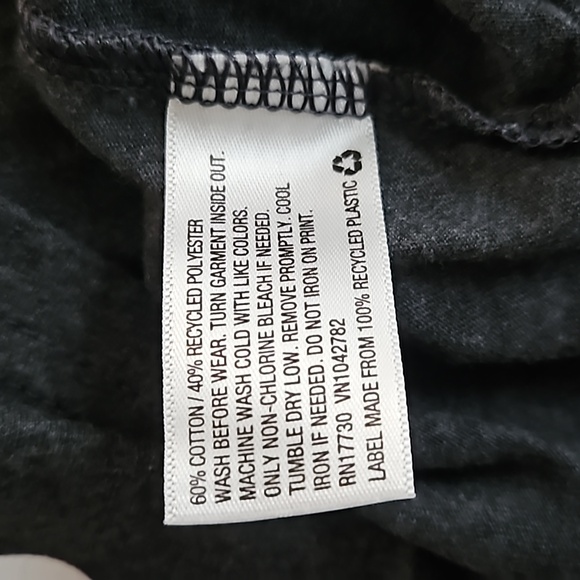 60% COTTON / 40% RECYCLED POLYESTER
WASH BEFORE WEAR. TURN GARMENT INSIDE OUT.
MACHINE WASH COLD WITH LIKE COLORS.
ONLY NON-CHLORINE BLEACH IF NEEDED.
TUMBLE DRY LOW. REMOVE PROMPTLY. COOL
IRON IF NEEDED. DO NOT IRON ON PRINT.
RN17730 VN1042782
LABEL MADE FROM 100% RECYCLED PLASTIC